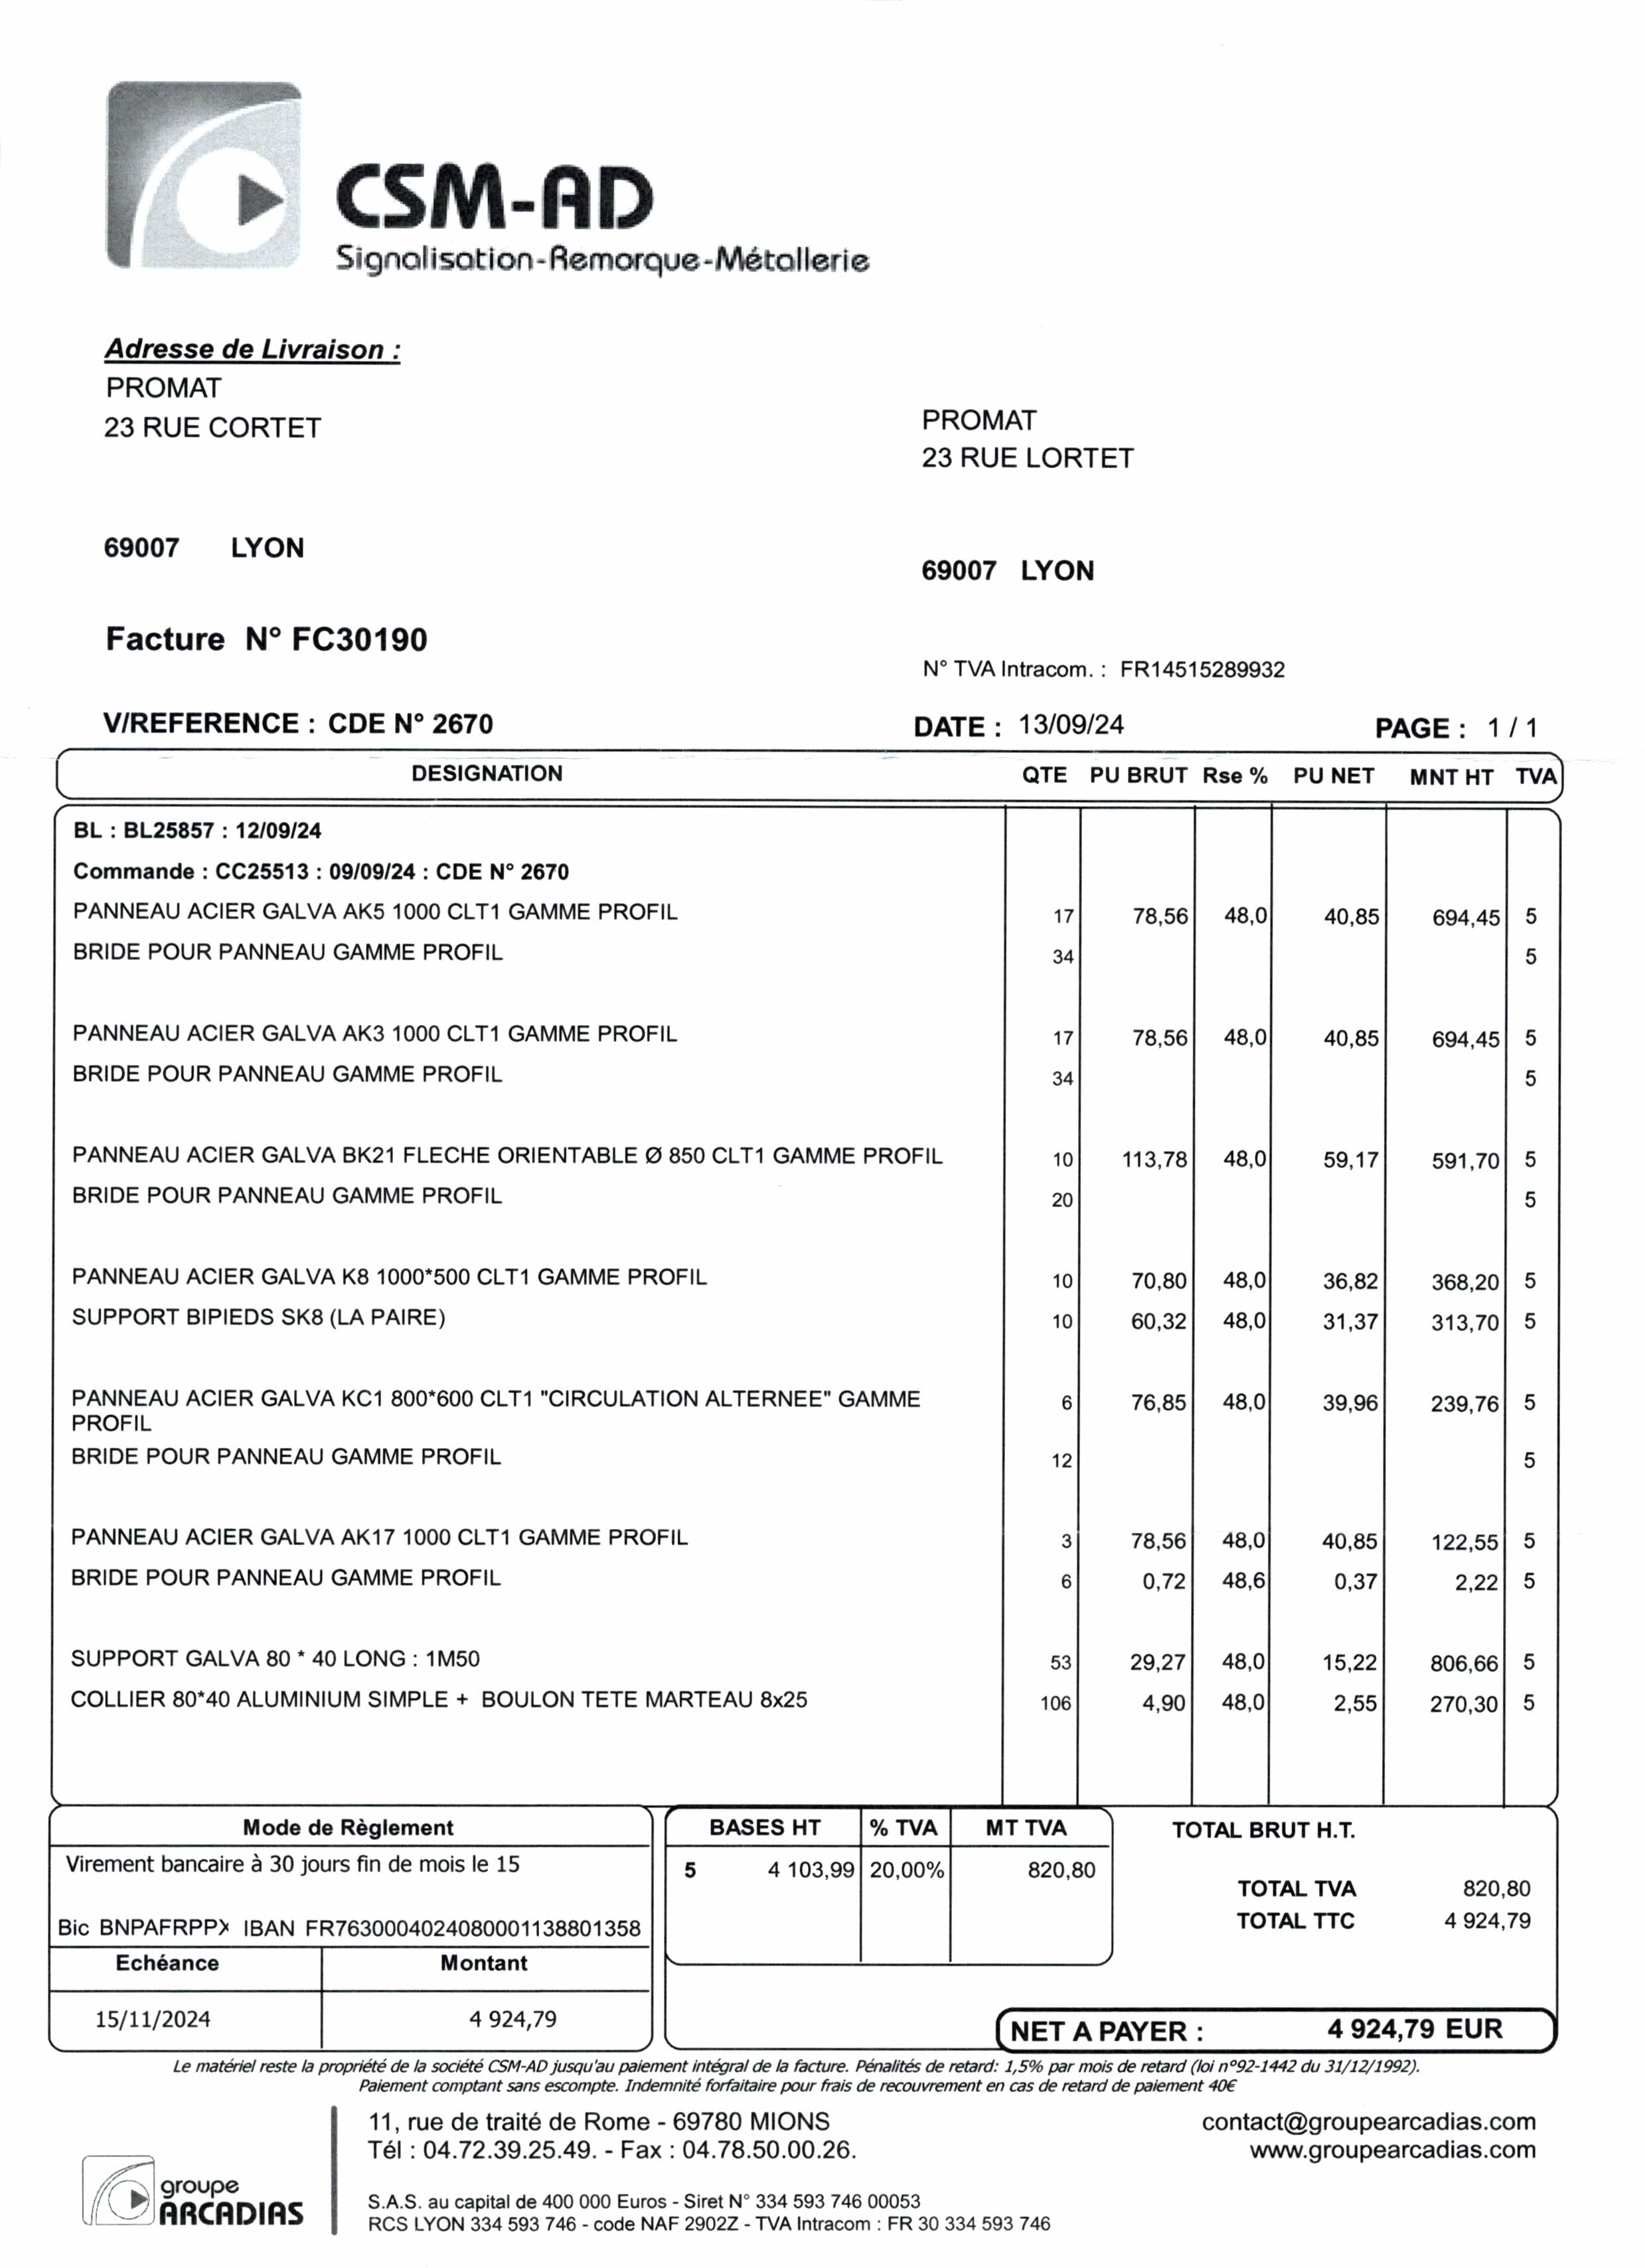 CSM-AD
Signalisation-Remorque-Métallerie
Adresse de Livraison :
PROMAT
23 RUE CORTET
69007 LYON
PROMAT
23 RUE LORTET
69007 LYON
Facture N° FC30190
N° TVA Intracom. : FR14515289932
V/REFERENCE : CDE N° 2670 DATE : 13/09/24 PAGE : 1 / 1
DESIGNATION QTE PU BRUT Rse % PU NET MNT HT TVA
BL : BL25857 : 12/09/24
Commande : CC25513 : 09/09/24 : CDE N° 2670
PANNEAU ACIER GALVA AK5 1000 CLT1 GAMME PROFIL 17 78,56 48,0 40,85 694,45 5
BRIDE POUR PANNEAU GAMME PROFIL 34 5
PANNEAU ACIER GALVA AK3 1000 CLT1 GAMME PROFIL 17 78,56 48,0 40,85 694,45 5
BRIDE POUR PANNEAU GAMME PROFIL 34 5
PANNEAU ACIER GALVA BK21 FLECHE ORIENTABLE Ø 850 CLT1 GAMME PROFIL 10 113,78 48,0 59,17 591,70 5
BRIDE POUR PANNEAU GAMME PROFIL 20 5
PANNEAU ACIER GALVA K8 1000*500 CLT1 GAMME PROFIL 10 70,80 48,0 36,82 368,20 5
SUPPORT BIPIEDS SK8 (LA PAIRE) 10 60,32 48,0 31,37 313,70 5
PANNEAU ACIER GALVA KC1 800*600 CLT1 "CIRCULATION ALTERNEE" GAMME 6 76,85 48,0 39,96 239,76 5
PROFIL
BRIDE POUR PANNEAU GAMME PROFIL 12 5
PANNEAU ACIER GALVA AK17 1000 CLT1 GAMME PROFIL 3 78,56 48,0 40,85 122,55 5
BRIDE POUR PANNEAU GAMME PROFIL 6 0,72 48,6 0,37 2,22 5
SUPPORT GALVA 80 * 40 LONG : 1M50 53 29,27 48,0 15,22 806,66 5
COLLIER 80*40 ALUMINIUM SIMPLE + BOULON TETE MARTEAU 8x25 106 4,90 48,0 2,55 270,30 5
Mode de Règlement
Virement bancaire à 30 jours fin de mois le 15
Bic BNPAFRPPX IBAN FR7630004024080001138801358
Echéance Montant
15/11/2024 4 924,79
BASES HT % TVA MT TVA
5 4 103,99 20,00% 820,80
TOTAL BRUT H.T.
TOTAL TVA 820,80
TOTAL TTC 4 924,79
NET A PAYER : 4 924,79 EUR
Le matériel reste la propriété de la société CSM-AD jusqu'au paiement intégral de la facture. Pénalités de retard: 1,5% par mois de retard (loi n°92-1442 du 31/12/1992).
Paiement comptant sans escompte. Indemnité forfaitaire pour frais de recouvrement en cas de retard de paiement 40€
groupe
ARCADIAS
11, rue de traité de Rome - 69780 MIONS
Tél : 04.72.39.25.49. - Fax : 04.78.50.00.26.
S.A.S. au capital de 400 000 Euros - Siret N° 334 593 746 00053
RCS LYON 334 593 746 - code NAF 2902Z - TVA Intracom : FR 30 334 593 746
contact@groupearcadias.com
www.groupearcadias.com